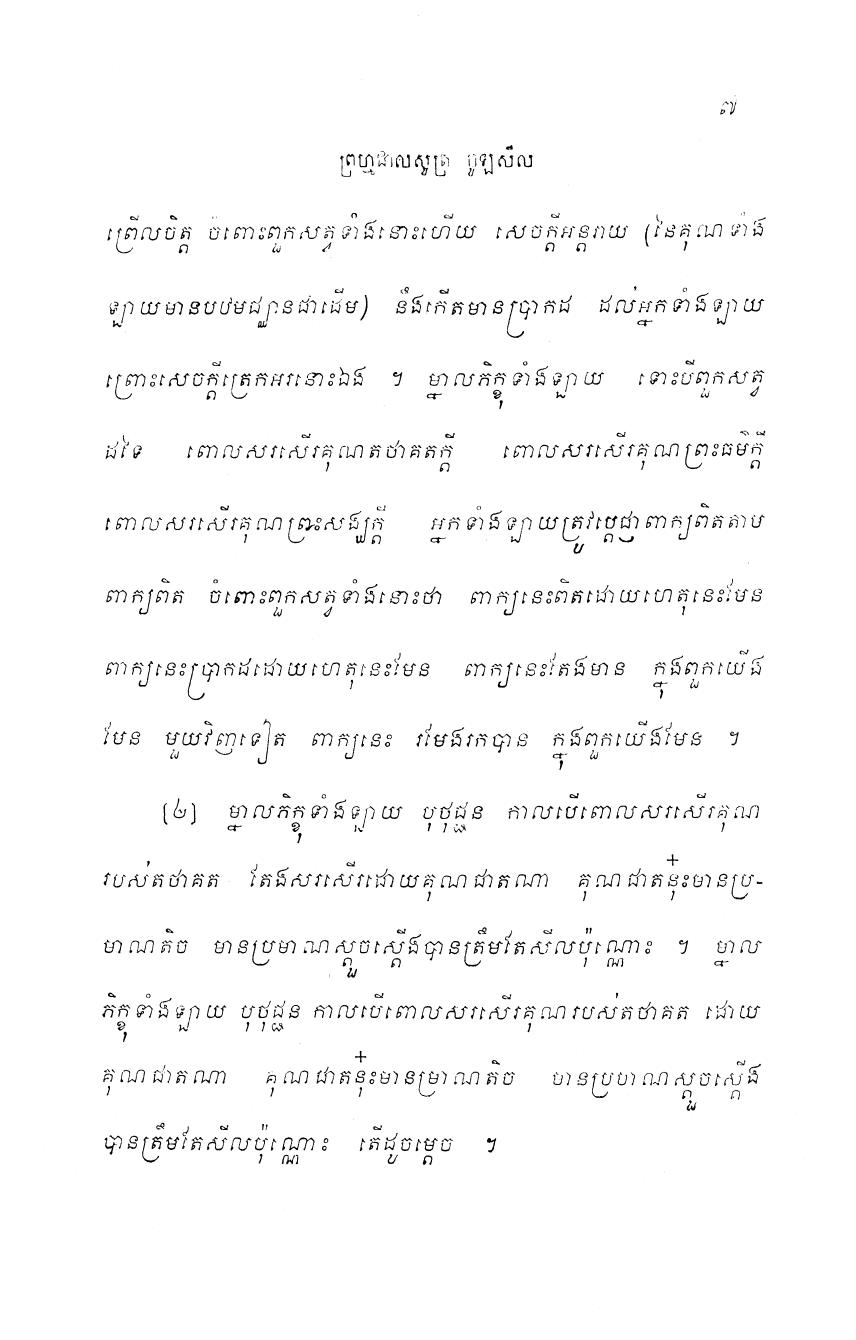 ៧
ព្រហ្មជាលសូត្រ ចូឡសីល
ព្រើលចិត្ត ចំពោះពួកសត្វទាំងនោះហើយ សេចក្តីអន្តរាយ (នៃគុណទាំង
ឡាយមានបឋមជ្ឈានជាដើម) នឹងកើតមានប្រាកដ ដល់អ្នកទាំងឡាយ
ព្រោះសេចក្តីត្រេកអរនោះឯង ។ ម្នាលភិក្ខុទាំងឡាយ ទោះបីពួកសត្វ
ដទៃ ពោលសរសើរគុណតថាគតក្តី ពោលសរសើរគុណព្រះធម៌ក្តី
ពោលសរសើរគុណព្រះសង្ឃក្តី អ្នកទាំងឡាយត្រូវប្តេជ្ញាពាក្យពិតតាម
ពាក្យពិត ចំពោះពួកសត្វទាំងនោះថា ពាក្យនេះពិតដោយហេតុនេះមែន
ពាក្យនេះប្រាកដដោយហេតុនេះមែន ពាក្យនេះតែងមាន ក្នុងពួកយើង
មែន មួយវិញទៀត ពាក្យនេះ រមែងរកបាន ក្នុងពួកយើងមែន ។
(៤) ម្នាលភិក្ខុទាំងឡាយ បុថុជ្ជន កាលបើពោលសរសើរគុណ
របស់តថាគត តែងសរសើរដោយគុណជាតណា គុណជាតនុ៎ះមានប្រ-
មាណតិច មានប្រមាណស្តួចស្តើងបានត្រឹមតែសីលប៉ុណ្ណោះ ។ ម្នាល
ភិក្ខុទាំងឡាយ បុថុជ្ជន កាលបើពោលសរសើរគុណរបស់តថាគត ដោយ
គុណជាតណា គុណជាតនុ៎ះមានម្រាណតិច មានប្រមាណស្តួចស្តើង
បានត្រឹមតែសីលប៉ុណ្ណោះ តើដូចម្តេច ។